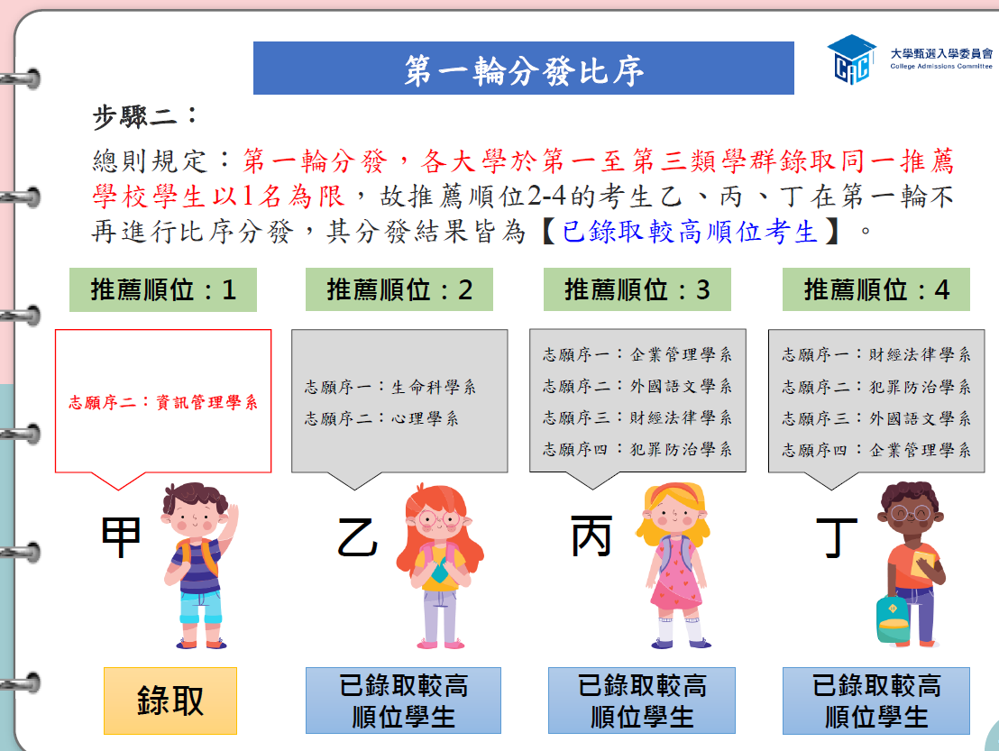 第一輪分發比序
大學甄選入學委員會
College Admissions Committee
CAC
步驟二：
總則規定：第一輪分發，各大學於第一至第三類學群錄取同一推薦
學校學生以1名為限，故推薦順位2-4的考生乙、丙、丁在第一輪不
再進行比序分發，其分發結果皆為【已錄取較高順位考生】。
推薦順位：1
推薦順位：2
推薦順位：3
推薦順位：4
志願序二：資訊管理學系
志願序一：生命科學系
志願序二：心理學系
志願序一：企業管理學系
志願序二：外國語文學系
志願序三：財經法律學系
志願序四：犯罪防治學系
志願序一：財經法律學系
志願序二：犯罪防治學系
志願序三：外國語文學系
志願序四：企業管理學系
甲
乙
丙
丁
錄取
已錄取較高
順位學生
已錄取較高
順位學生
已錄取較高
順位學生